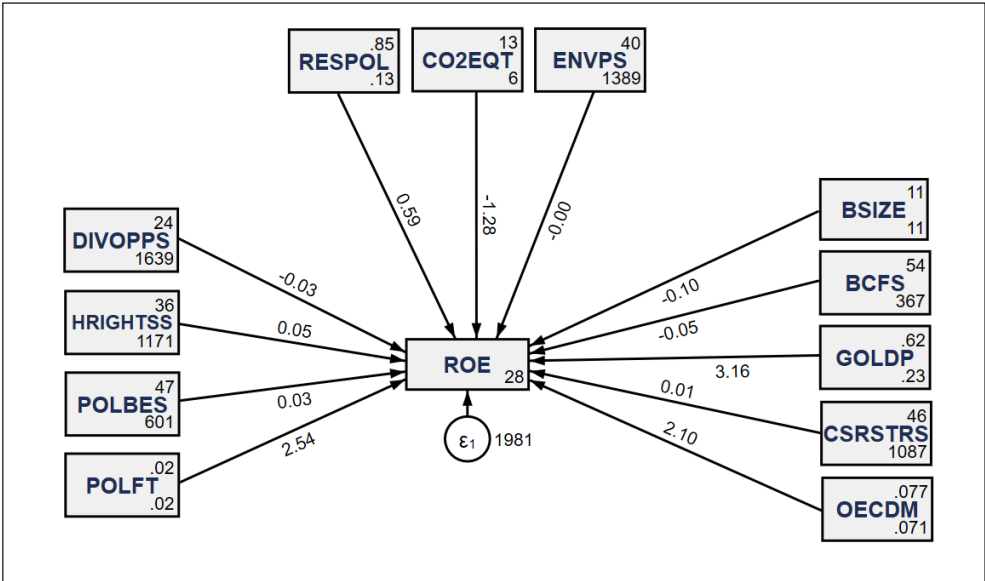 .85
RESPOL
.13
13
CO2EQT
6
40
ENVPS
1389
0.59
-1.28
-0.00
24
DIVOPPS
1639
-0.03
36
HRIGHTSS
1171
0.05
47
POLBES
601
0.03
.02
POLFT
.02
2.54
ROE
28
ε1
1981
11
BSIZE
11
-0.10
54
BCFS
367
-0.05
.62
GOLDP
.23
3.16
46
CSRSTRS
1087
0.01
.077
OECDM
.071
2.10